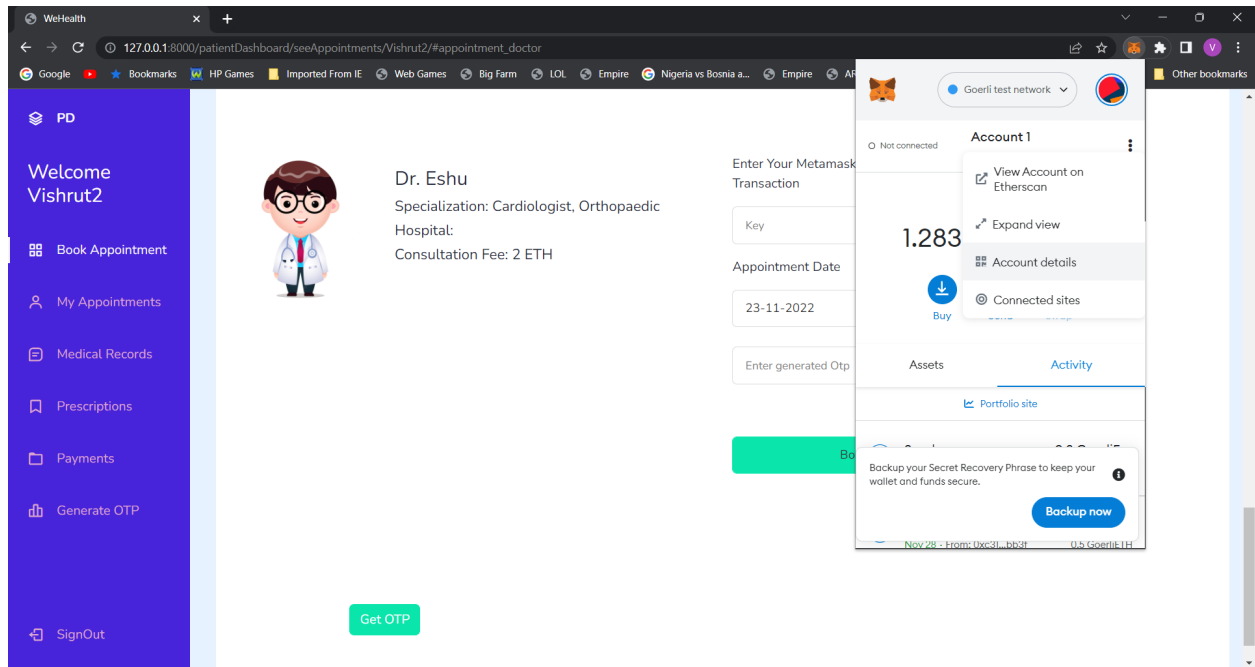 WeHealth
127.0.0.1:8000/patientDashboard/seeAppointments/Vishrut2/#appointment_doctor
Google
Bookmarks
HP Games
Imported From IE
Web Games
Big Farm
LOL
Empire
Nigeria vs Bosnia a...
Empire
Other bookmarks
V
PD
Welcome
Vishrut2
Book Appointment
My Appointments
Medical Records
Prescriptions
Payments
Generate OTP
SignOut
Dr. Eshu
Specialization: Cardiologist, Orthopaedic
Hospital:
Consultation Fee: 2 ETH
Get OTP
Enter Your Metamask
Transaction
Key
Appointment Date
23-11-2022
Enter generated Otp
Bo
Goerli test network
Not connected
Account 1
View Account on
Etherscan
Expand view
Account details
Connected sites
1.283
Buy
Assets
Activity
Portfolio site
Backup your Secret Recovery Phrase to keep your
wallet and funds secure.
Backup now
Nov 28 · From: 0xc3f...bb3f
0.5 GoerliETH